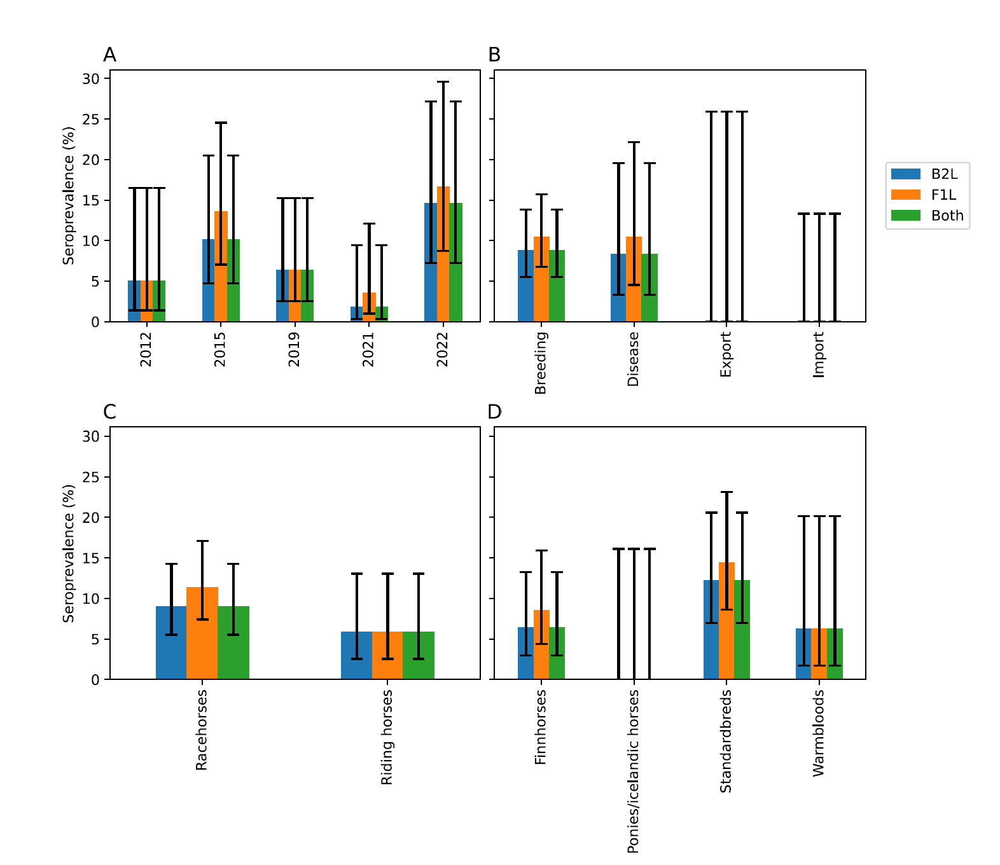 A
B
30
25
20
15
10
5
0
Seroprevalence (%)
2012
2015
2019
2021
2022
Breeding
Disease
Export
Import
B2L
F1L
Both
C
D
30
25
20
15
10
5
0
Seroprevalence (%)
Racehorses
Riding horses
Finnhorses
Ponies/icelandic horses
Standardbreds
Warmbloods